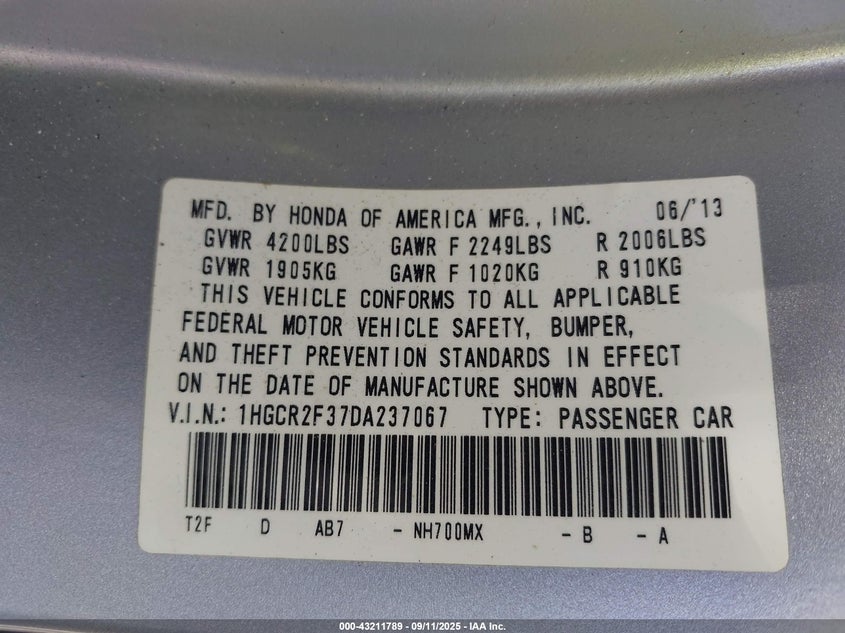 MFD. BY HONDA OF AMERICA MFG., INC. 06/'13
GVWR 4200LBS GAWR F 2249LBS R 2006LBS
GVWR 1905KG GAWR F 1020KG R 910KG
THIS VEHICLE CONFORMS TO ALL APPLICABLE
FEDERAL MOTOR VEHICLE SAFETY, BUMPER,
AND THEFT PREVENTION STANDARDS IN EFFECT
ON THE DATE OF MANUFACTURE SHOWN ABOVE.
V.I.N.: 1HGCR2F37DA237067 TYPE: PASSENGER CAR
T2F D AB7 - NH700MX - B - A
000-43211789 - 09/11/2025 - IAA Inc.